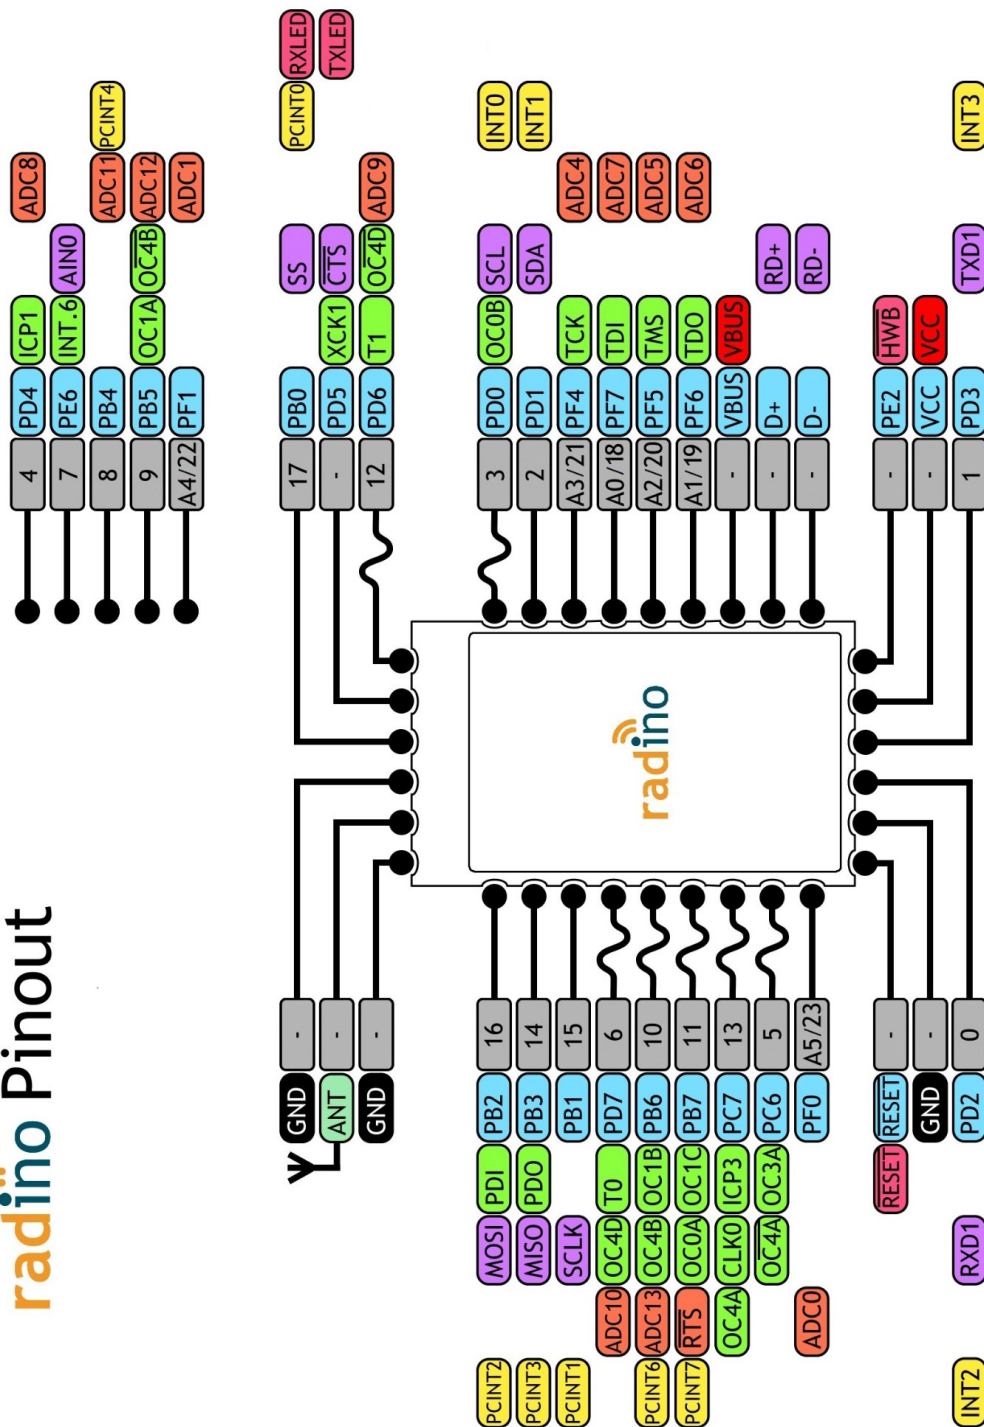 radino Pinout
4 PD4 ICP1 ADC8
7 PE6 INT.6 AIN0
8 PB4 ADC11 PCINT4
9 PB5 OC1A OC4B ADC12
A4/22 PF1 ADC1
GND - 17 PB0 SS PCINT0 RXLED
ANT - - PD5 XCK1 CTS TXLED
GND - 12 PD6 T1 OC4D ADC9
PCINT2 MOSI PDI PB2 16 3 PD0 OC0B SCL INT0
PCINT3 MISO PDO PB3 14 2 PD1 SDA INT1
PCINT1 SCLK PB1 15 A3/21 PF4 TCK ADC4
ADC10 OC4D T0 PD7 6 A0/18 PF7 TDI ADC7
PCINT6 ADC13 OC4B OC1B PB6 10 radino A2/20 PF5 TMS ADC5
PCINT7 RTS OC0A OC1C PB7 11 A1/19 PF6 TDO ADC6
OC4A CLK0 ICP3 PC7 13 - VBUS VBUS
OC4A OC3A PC6 5 - D+ RD+
ADC0 PF0 A5/23 - D- RD-
RESET RESET - - PE2 HWB
GND - - VCC VCC
INT2 RXD1 PD2 0 1 PD3 TXD1 INT3